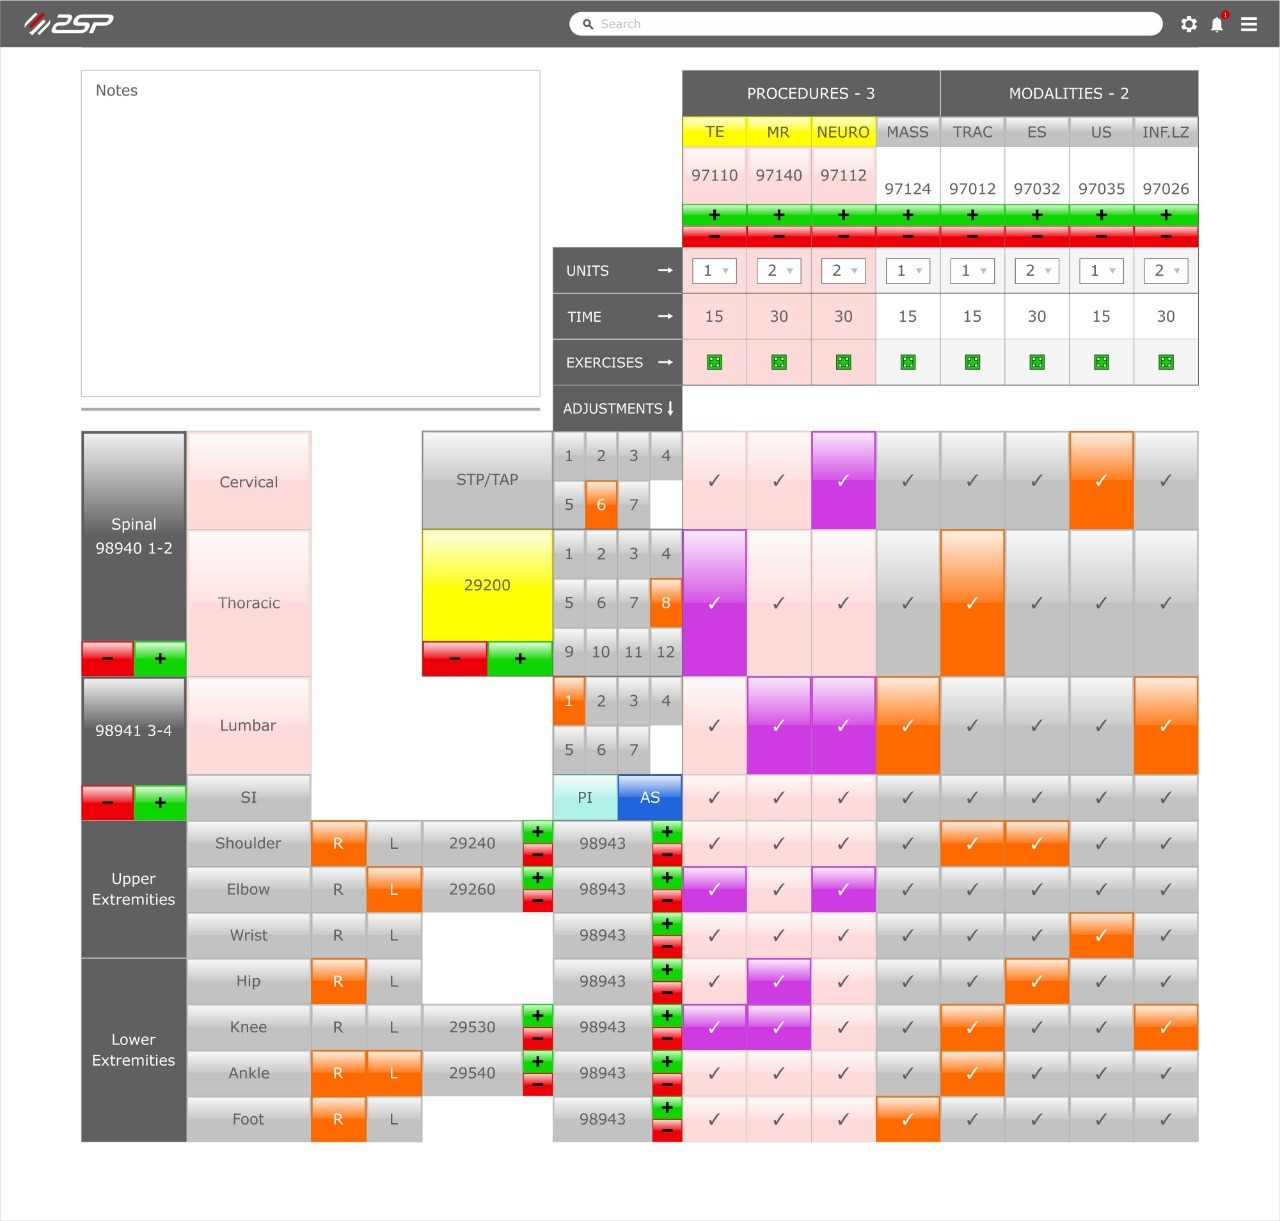 2SP
Search
1
Notes
PROCEDURES - 3 MODALITIES - 2
TE MR NEURO MASS TRAC ES US INF.LZ
97110 97140 97112 97124 97012 97032 97035 97026
+ + + + + + + +
− − − − − − − −
UNITS → 1 2 2 1 1 2 1 2
TIME → 15 30 30 15 15 30 15 30
EXERCISES →
ADJUSTMENTS ↓
Spinal
98940 1-2
− +
Cervical STP/TAP 1 2 3 4 ✓ ✓ ✓ ✓ ✓ ✓ ✓ ✓
5 6 7
Thoracic 29200 1 2 3 4 ✓ ✓ ✓ ✓ ✓ ✓ ✓ ✓
5 6 7 8
− + 9 10 11 12
98941 3-4
− +
Lumbar 1 2 3 4 ✓ ✓ ✓ ✓ ✓ ✓ ✓ ✓
5 6 7
SI PI AS ✓ ✓ ✓ ✓ ✓ ✓ ✓ ✓
Upper
Extremities
Shoulder R L 29240 + − 98943 + − ✓ ✓ ✓ ✓ ✓ ✓ ✓ ✓
Elbow R L 29260 + − 98943 + − ✓ ✓ ✓ ✓ ✓ ✓ ✓ ✓
Wrist R L 98943 + − ✓ ✓ ✓ ✓ ✓ ✓ ✓ ✓
Lower
Extremities
Hip R L 98943 + − ✓ ✓ ✓ ✓ ✓ ✓ ✓ ✓
Knee R L 29530 + − 98943 + − ✓ ✓ ✓ ✓ ✓ ✓ ✓ ✓
Ankle R L 29540 + − 98943 + − ✓ ✓ ✓ ✓ ✓ ✓ ✓ ✓
Foot R L 98943 + − ✓ ✓ ✓ ✓ ✓ ✓ ✓ ✓